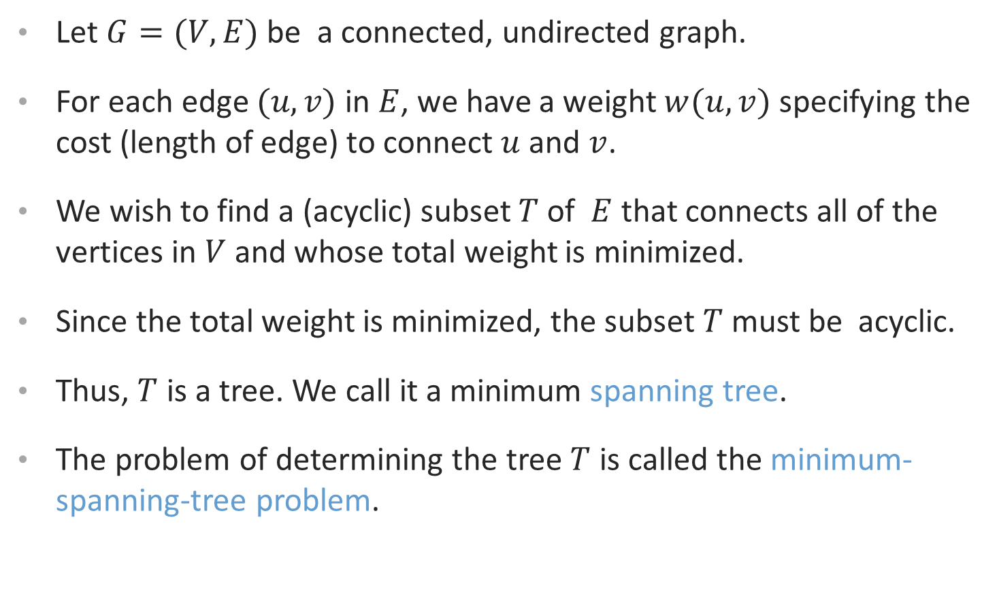 • Let G = (V, E) be a connected, undirected graph.
• For each edge (u, v) in E, we have a weight w(u, v) specifying the
cost (length of edge) to connect u and v.
• We wish to find a (acyclic) subset T of E that connects all of the
vertices in V and whose total weight is minimized.
• Since the total weight is minimized, the subset T must be acyclic.
• Thus, T is a tree. We call it a minimum spanning tree.
• The problem of determining the tree T is called the minimum-
spanning-tree problem.